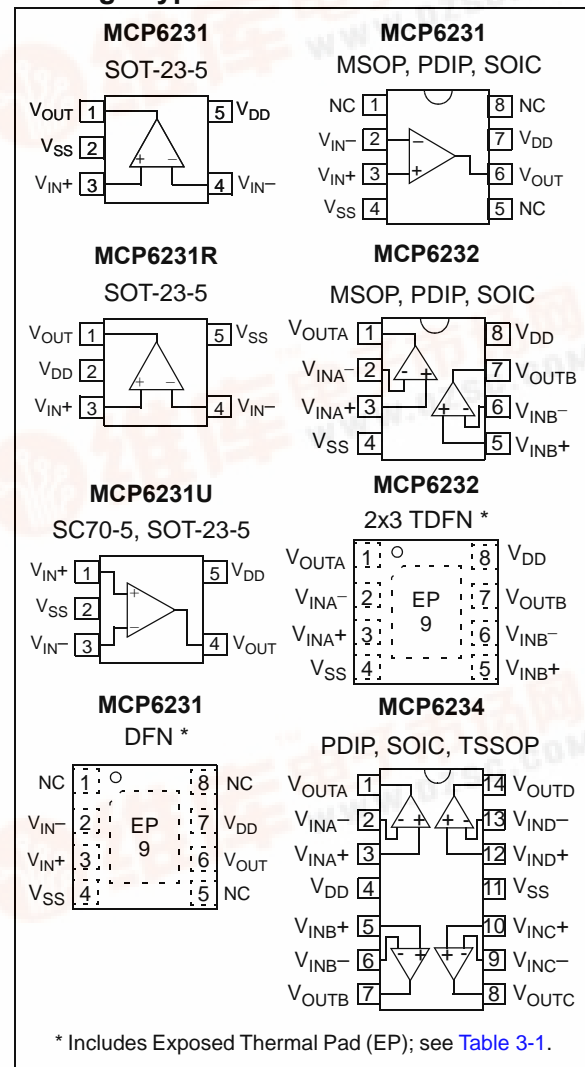 MCP6231
SOT-23-5
VOUT 1
VSS 2
VIN+ 3
5 VDD
4 VIN–
+ –
MCP6231
MSOP, PDIP, SOIC
NC 1
VIN– 2
VIN+ 3
VSS 4
8 NC
7 VDD
6 VOUT
5 NC
–
+
MCP6231R
SOT-23-5
VOUT 1
VDD 2
VIN+ 3
5 VSS
4 VIN–
+ –
MCP6232
MSOP, PDIP, SOIC
VOUTA 1
VINA– 2
VINA+ 3
VSS 4
8 VDD
7 VOUTB
6 VINB–
5 VINB+
- +
+ -
MCP6231U
SC70-5, SOT-23-5
VIN+ 1
VSS 2
VIN– 3
5 VDD
4 VOUT
+
–
MCP6232
2x3 TDFN *
VOUTA 1
VINA– 2
VINA+ 3
VSS 4
EP
9
8 VDD
7 VOUTB
6 VINB–
5 VINB+
MCP6231
DFN *
NC 1
VIN– 2
VIN+ 3
VSS 4
EP
9
8 NC
7 VDD
6 VOUT
5 NC
MCP6234
PDIP, SOIC, TSSOP
VOUTA 1
VINA– 2
VINA+ 3
VDD 4
VINB+ 5
VINB– 6
VOUTB 7
14 VOUTD
13 VIND–
12 VIND+
11 VSS
10 VINC+
9 VINC–
8 VOUTC
- +
+ -
- +
+ -
* Includes Exposed Thermal Pad (EP); see Table 3-1.